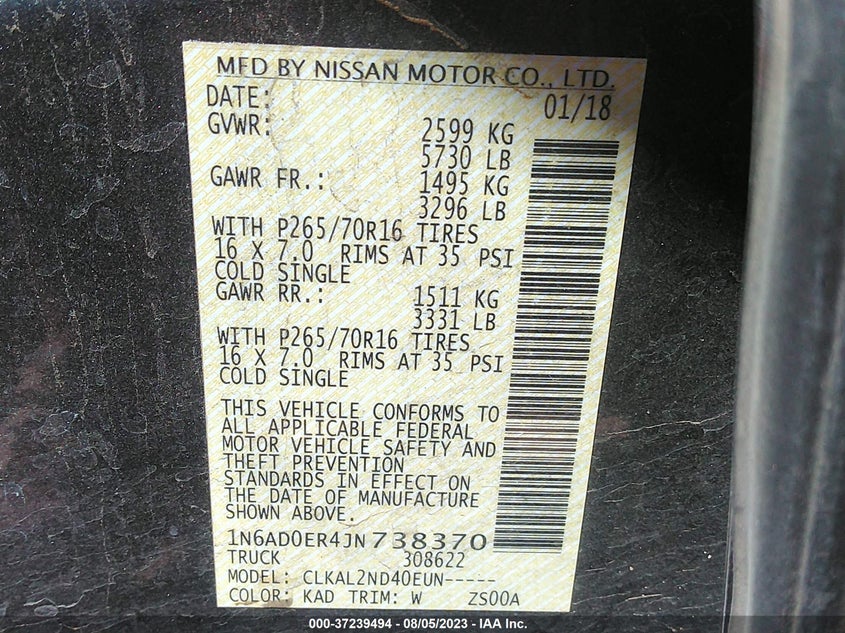 MFD BY NISSAN MOTOR CO., LTD.
DATE: 01/18
GVWR: 2599 KG
5730 LB
GAWR FR.: 1495 KG
3296 LB
WITH P265/70R16 TIRES
16 X 7.0 RIMS AT 35 PSI
COLD SINGLE
GAWR RR.: 1511 KG
3331 LB
WITH P265/70R16 TIRES
16 X 7.0 RIMS AT 35 PSI
COLD SINGLE
THIS VEHICLE CONFORMS TO
ALL APPLICABLE FEDERAL
MOTOR VEHICLE SAFETY AND
THEFT PREVENTION
STANDARDS IN EFFECT ON
THE DATE OF MANUFACTURE
SHOWN ABOVE.
1N6AD0ER4JN738370
TRUCK 308622
MODEL: CLKAL2ND40EUN-----
COLOR: KAD TRIM: W ZS00A
000-37239494 - 08/05/2023 - IAA Inc.